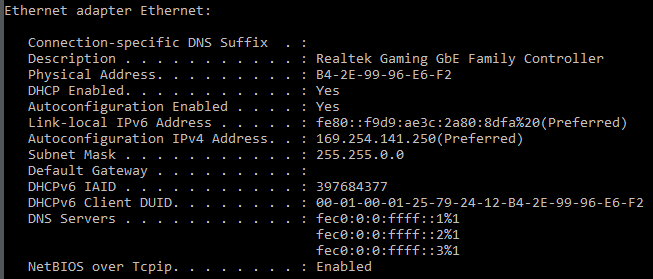 Ethernet adapter Ethernet:
Connection-specific DNS Suffix . :
Description . . . . . . . . . . . : Realtek Gaming GbE Family Controller
Physical Address. . . . . . . . . : B4-2E-99-96-E6-F2
DHCP Enabled. . . . . . . . . . . : Yes
Autoconfiguration Enabled . . . . : Yes
Link-local IPv6 Address . . . . . : fe80::f9d9:ae3c:2a80:8dfa%20(Preferred)
Autoconfiguration IPv4 Address. . : 169.254.141.250(Preferred)
Subnet Mask . . . . . . . . . . . : 255.255.0.0
Default Gateway . . . . . . . . . :
DHCPv6 IAID . . . . . . . . . . . : 397684377
DHCPv6 Client DUID. . . . . . . . : 00-01-00-01-25-79-24-12-B4-2E-99-96-E6-F2
DNS Servers . . . . . . . . . . . : fec0:0:0:ffff::1%1
fec0:0:0:ffff::2%1
fec0:0:0:ffff::3%1
NetBIOS over Tcpip. . . . . . . . : Enabled